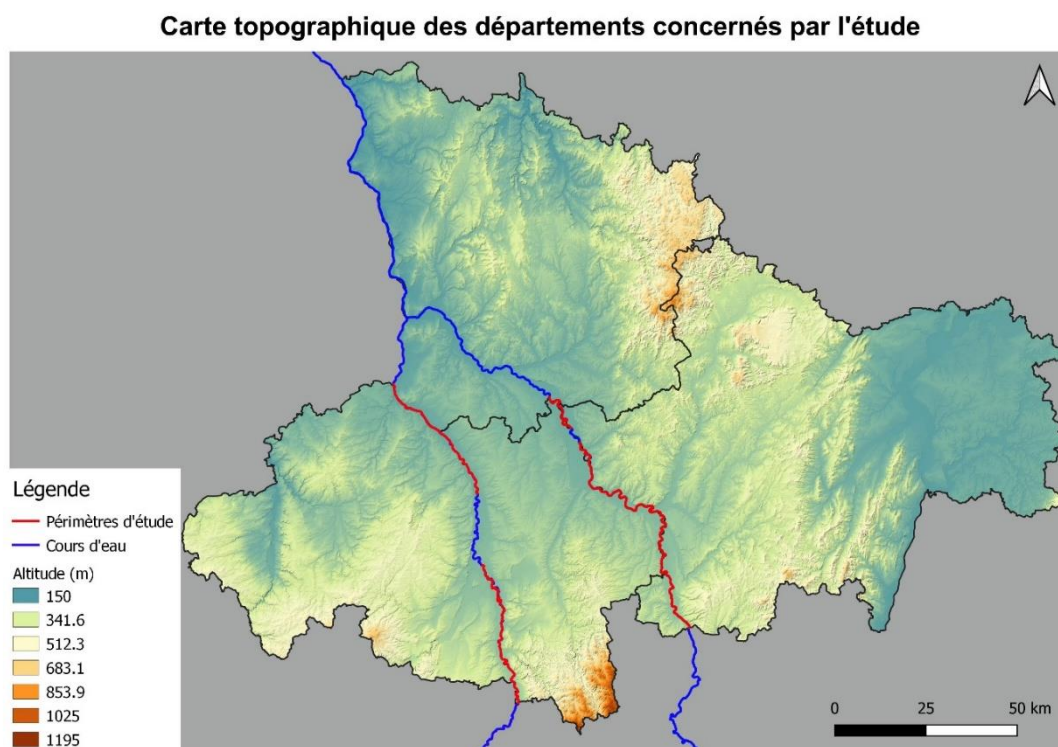 Carte topographique des départements concernés par l'étude
Légende
Périmètres d'étude
Cours d'eau
Altitude (m)
150
341.6
512.3
683.1
853.9
1025
1195
0 25 50 km